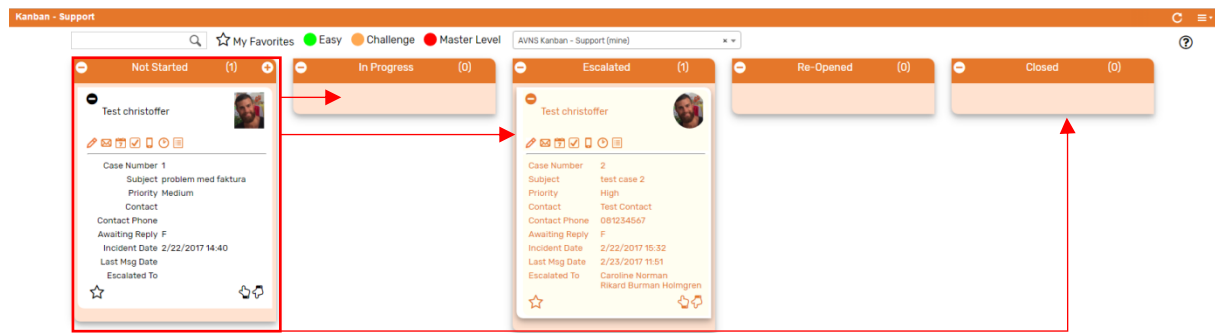 Kanban - Support
My Favorites Easy Challenge Master Level AVNS Kanban - Support (mine)
Not Started (1) In Progress (0) Escalated (1) Re-Opened (0) Closed (0)
Test christoffer
Case Number 1
Subject problem med faktura
Priority Medium
Contact
Contact Phone
Awaiting Reply F
Incident Date 2/22/2017 14:40
Last Msg Date
Escalated To
Test christoffer
Case Number 2
Subject test case 2
Priority High
Contact Test Contact
Contact Phone 081234567
Awaiting Reply F
Incident Date 2/22/2017 15:32
Last Msg Date 2/23/2017 11:51
Escalated To Caroline Norman
Rikard Burman Holmgren